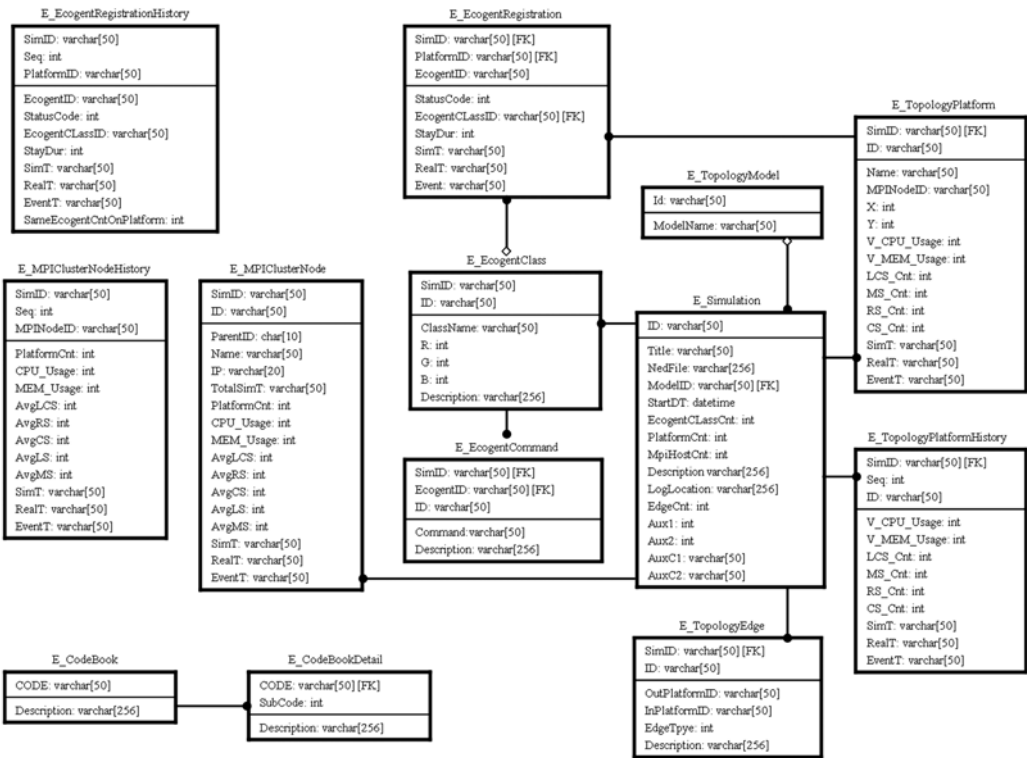 E_EcogentRegistrationHistory
SimID: varchar[50]
Seq: int
PlatformID: varchar[50]
EcogentID: varchar[50]
StatusCode: int
EcogentCLassID: varchar[50]
StayDur: int
SimT: varchar[50]
RealT: varchar[50]
EventT: varchar[50]
SameEcogentCntOnPlatform: int
E_EcogentRegistration
SimID: varchar[50] [FK]
PlatformID: varchar[50] [FK]
EcogentID: varchar[50]
StatusCode: int
EcogentCLassID: varchar[50] [FK]
StayDur: int
SimT: varchar[50]
RealT: varchar[50]
Event: varchar[50]
E_TopologyPlatform
SimID: varchar[50] [FK]
ID: varchar[50]
Name: varchar[50]
MPINodeID: varchar[50]
X: int
Y: int
V_CPU_Usage: int
V_MEM_Usage: int
LCS_Cnt: int
MS_Cnt: int
RS_Cnt: int
CS_Cnt: int
SimT: varchar[50]
RealT: varchar[50]
EventT: varchar[50]
E_TopologyModel
Id: varchar[50]
ModelName: varchar[50]
E_MPIClusterNodeHistory
SimID: varchar[50]
Seq: int
MPINodeID: varchar[50]
PlatformCnt: int
CPU_Usage: int
MEM_Usage: int
AvgLCS: int
AvgRS: int
AvgCS: int
AvgLS: int
AvgMS: int
SimT: varchar[50]
RealT: varchar[50]
EventT: varchar[50]
E_MPIClusterNode
SimID: varchar[50]
ID: varchar[50]
ParentID: char[10]
Name: varchar[50]
IP: varchar[20]
TotalSimT: varchar[50]
PlatformCnt: int
CPU_Usage: int
MEM_Usage: int
AvgLCS: int
AvgRS: int
AvgCS: int
AvgLS: int
AvgMS: int
SimT: varchar[50]
RealT: varchar[50]
EventT: varchar[50]
E_EcogentClass
SimID: varchar[50]
ID: varchar[50]
ClassName: varchar[50]
R: int
G: int
B: int
Description: varchar[256]
E_Simulation
ID: varchar[50]
Title: varchar[50]
NedFile: varchar[256]
ModelID: varchar[50] [FK]
StartDT: datetime
EcogentCLassCnt: int
PlatformCnt: int
MpiHostCnt: int
Description varchar[256]
LogLocation: varchar[256]
EdgeCnt: int
Aux1: int
Aux2: int
AuxC1: varchar[50]
AuxC2: varchar[50]
E_EcogentCommand
SimID: varchar[50] [FK]
EcogentID: varchar[50] [FK]
ID: varchar[50]
Command:varchar[50]
Description: varchar[256]
E_TopologyPlatformHistory
SimID: varchar[50] [FK]
Seq: int
ID: varchar[50]
V_CPU_Usage: int
V_MEM_Usage: int
LCS_Cnt: int
MS_Cnt: int
RS_Cnt: int
CS_Cnt: int
SimT: varchar[50]
RealT: varchar[50]
EventT: varchar[50]
E_CodeBook
CODE: varchar[50]
Description: varchar[256]
E_CodeBookDetail
CODE: varchar[50] [FK]
SubCode: int
Description: varchar[256]
E_TopologyEdge
SimID: varchar[50] [FK]
ID: varchar[50]
OutPlatformID: varchar[50]
InPlatformID: varchar[50]
EdgeTpye: int
Description: varchar[256]